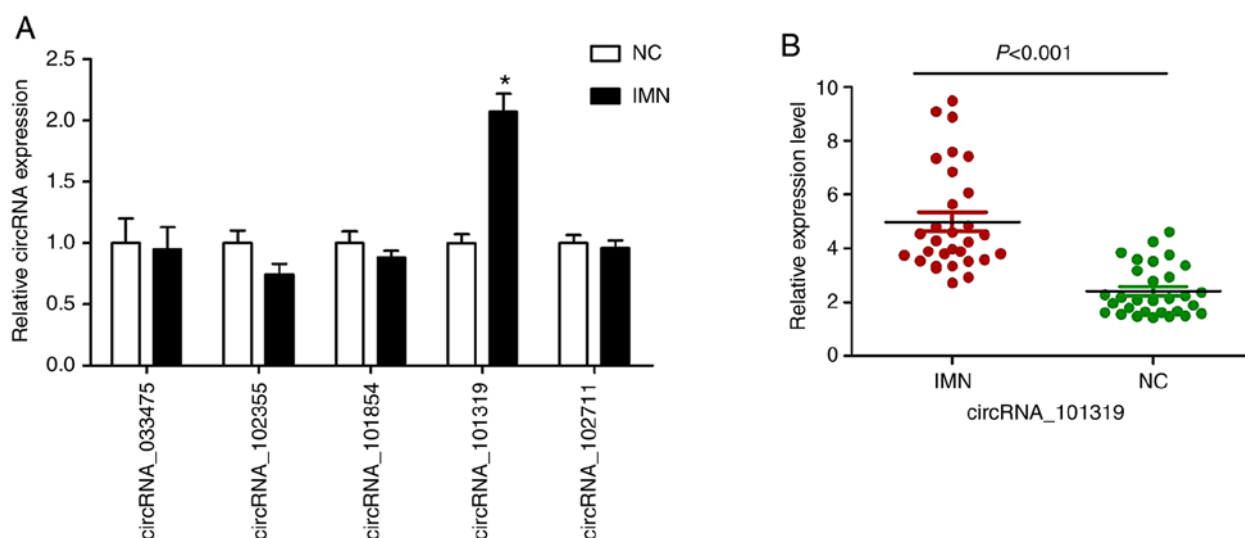 A
Relative circRNA expression
2.5
2.0
1.5
1.0
0.5
0.0
NC
IMN
*
circRNA_033475
circRNA_102355
circRNA_101854
circRNA_101319
circRNA_102711
B
P<0.001
Relative expression level
10
8
6
4
2
0
IMN
NC
circRNA_101319